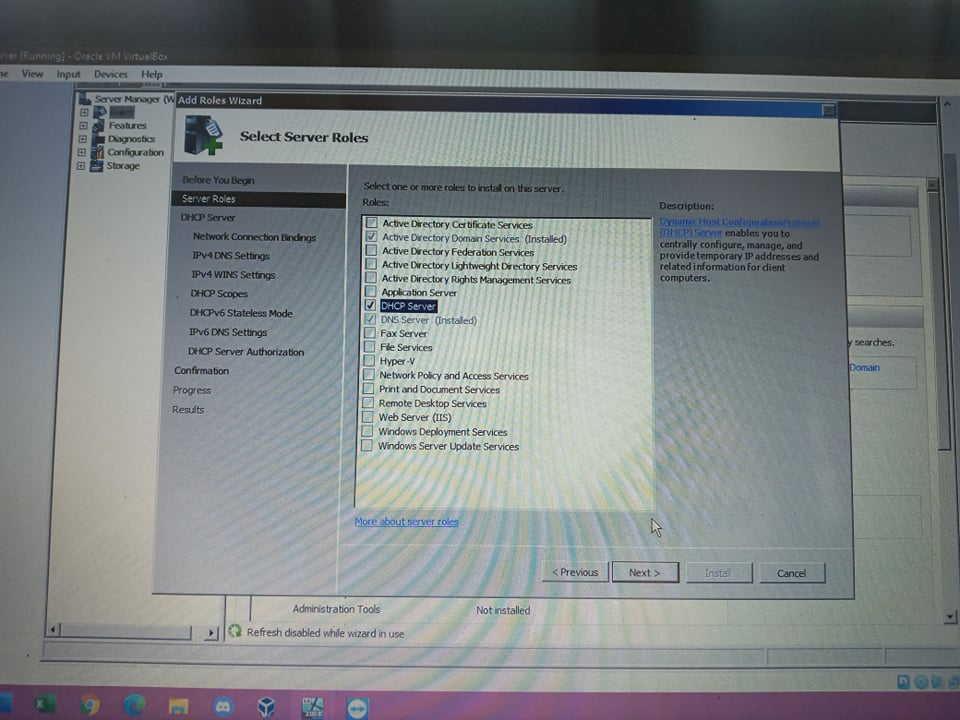 [Running] - Oracle VM VirtualBox
View Input Devices Help
Server Manager (W
Features
Diagnostics
Configuration
Storage
Add Roles Wizard
Select Server Roles
Before You Begin
Server Roles
DHCP Server
Network Connection Bindings
IPv4 DNS Settings
IPv4 WINS Settings
DHCP Scopes
DHCPv6 Stateless Mode
IPv6 DNS Settings
DHCP Server Authorization
Confirmation
Progress
Results
Select one or more roles to install on this server.
Roles:
Active Directory Certificate Services
Active Directory Domain Services (Installed)
Active Directory Federation Services
Active Directory Lightweight Directory Services
Active Directory Rights Management Services
Application Server
DHCP Server
DNS Server (Installed)
Fax Server
File Services
Hyper-V
Network Policy and Access Services
Print and Document Services
Remote Desktop Services
Web Server (IIS)
Windows Deployment Services
Windows Server Update Services
More about server roles
Description:
Dynamic Host Configuration Protocol
(DHCP) Server enables you to
centrally configure, manage, and
provide temporary IP addresses and
related information for client
computers.
< Previous
Next >
Install
Cancel
y searches.
Domain
Administration Tools Not installed
Refresh disabled while wizard in use
2008